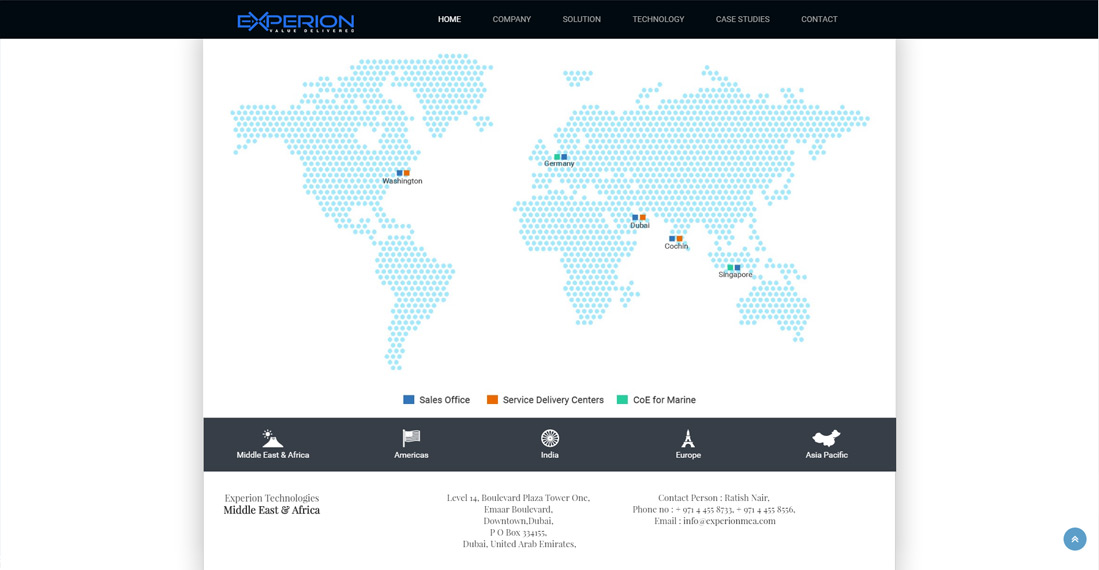 EXPERION
VALUE DELIVERED
HOME COMPANY SOLUTION TECHNOLOGY CASE STUDIES CONTACT
Germany
Washington
Dubai
Cochin
Singapore
Sales Office Service Delivery Centers CoE for Marine
Middle East & Africa Americas India Europe Asia Pacific
Experion Technologies
Middle East & Africa
Level 14, Boulevard Plaza Tower One,
Emaar Boulevard,
Downtown,Dubai,
P O Box 334155,
Dubai, United Arab Emirates,
Contact Person : Ratish Nair,
Phone no : + 971 4 455 8733, + 971 4 455 8556,
Email : info@experionmea.com